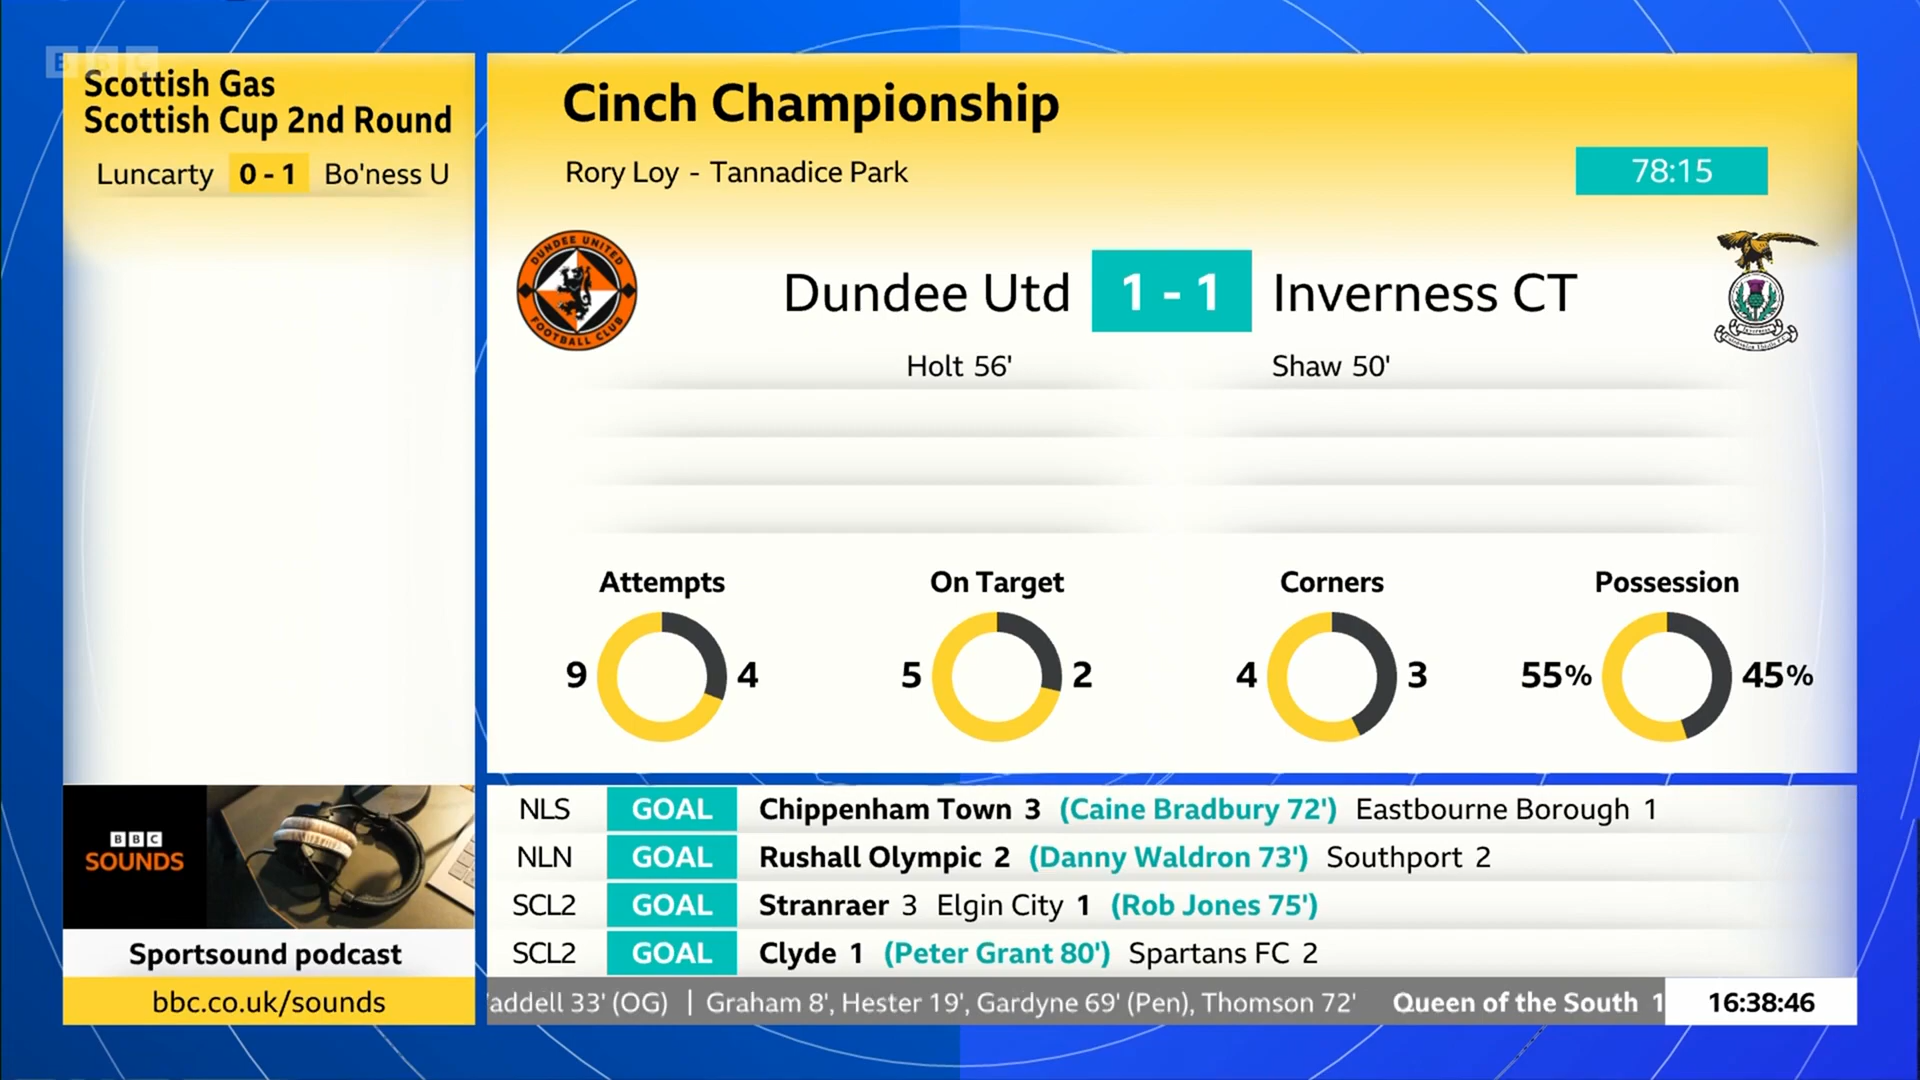 BBC
Scottish Gas
Scottish Cup 2nd Round
Luncarty 0 - 1 Bo'ness U
Cinch Championship
Rory Loy - Tannadice Park
78:15
DUNDEE UNITED
FOOTBALL CLUB
Dundee Utd 1 - 1 Inverness CT
Holt 56' Shaw 50'
Attempts On Target Corners Possession
9 4 5 2 4 3 55% 45%
NLS GOAL Chippenham Town 3 (Caine Bradbury 72') Eastbourne Borough 1
NLN GOAL Rushall Olympic 2 (Danny Waldron 73') Southport 2
SCL2 GOAL Stranraer 3 Elgin City 1 (Rob Jones 75')
SCL2 GOAL Clyde 1 (Peter Grant 80') Spartans FC 2
BBC
SOUNDS
Sportsound podcast
bbc.co.uk/sounds
addell 33' (OG) | Graham 8', Hester 19', Gardyne 69' (Pen), Thomson 72' Queen of the South 1
16:38:46